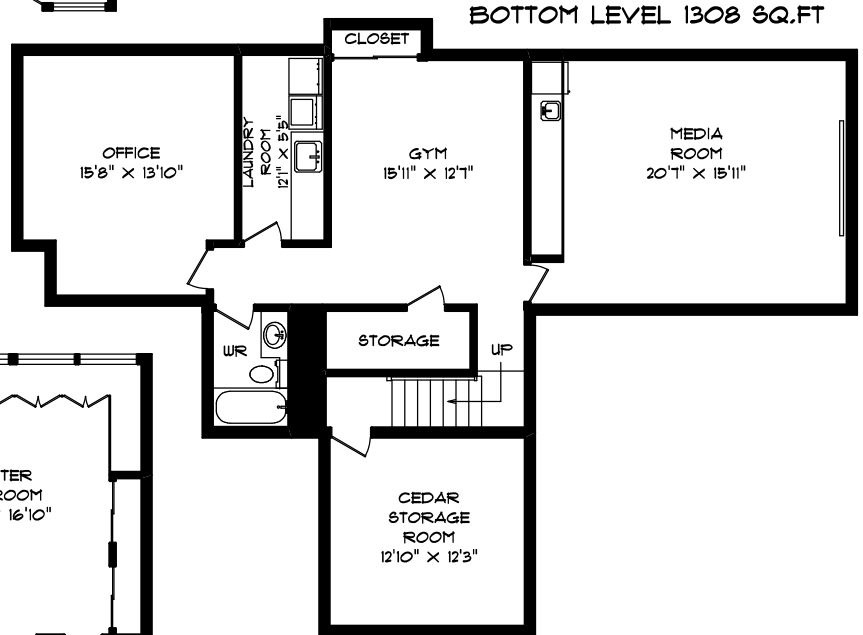 BOTTOM LEVEL 1308 SQ.FT
CLOSET
OFFICE
15'8" X 13'10"
LAUNDRY
ROOM
12'1" X 5'5"
GYM
15'11" X 12'7"
MEDIA
ROOM
20'7" X 15'11"
WR
STORAGE
UP
CEDAR
STORAGE
ROOM
12'10" X 12'3"
TER
ROOM
16'10"